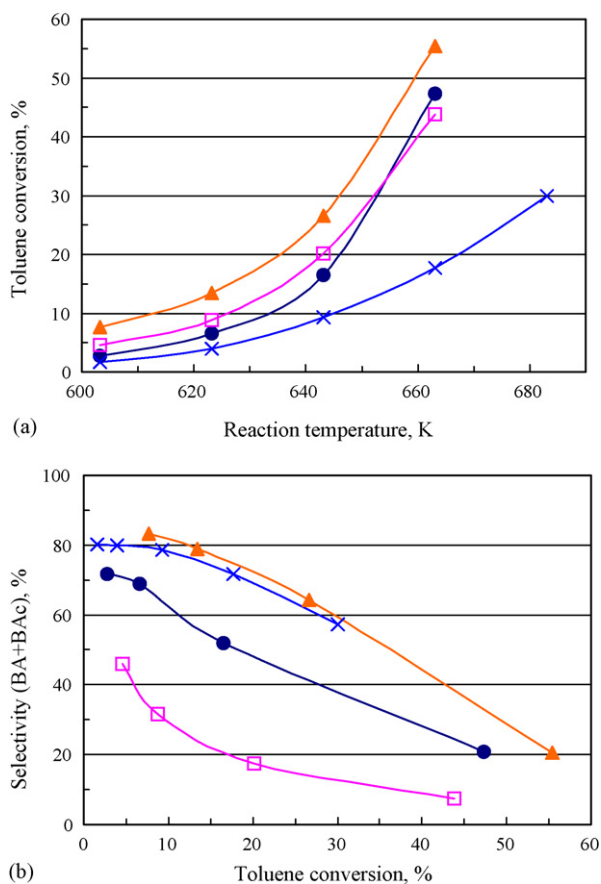 60
50
40
30
20
10
0
Toluene conversion, %
600 620 640 660 680
(a) Reaction temperature, K
100
80
60
40
20
0
Selectivity (BA+BAc), %
0 10 20 30 40 50 60
(b) Toluene conversion, %